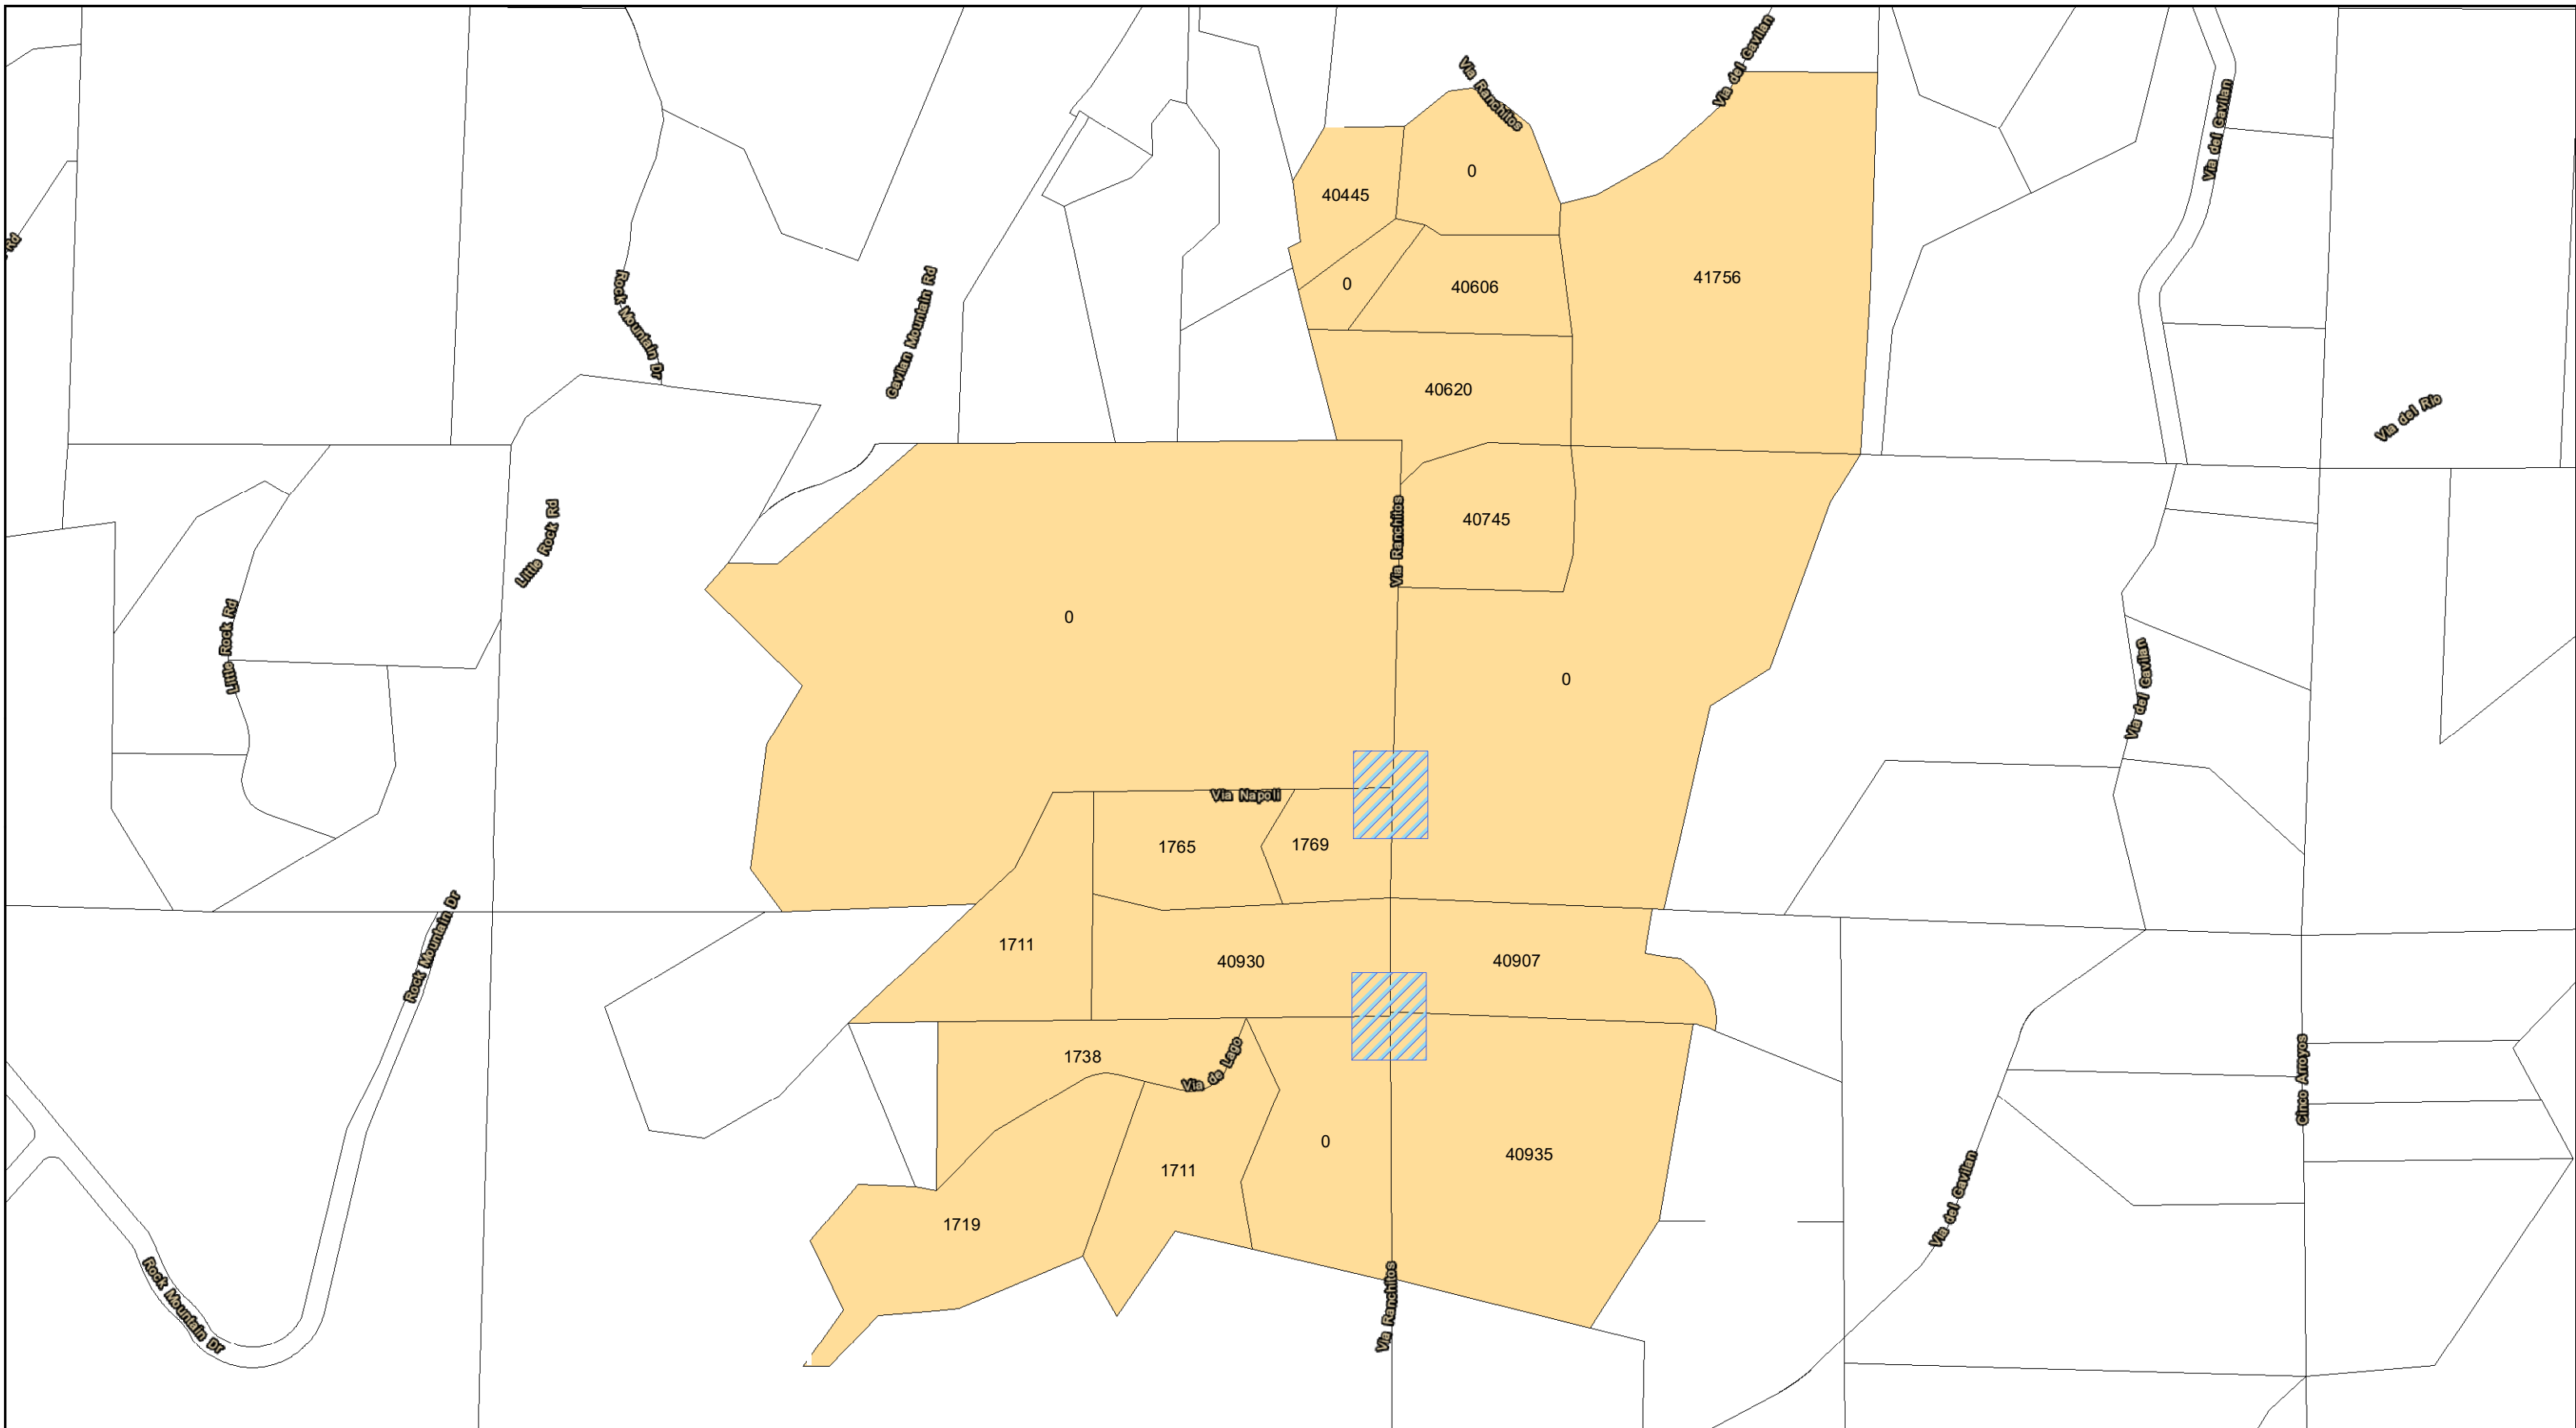 Via del Gavilan
Via Ranchitos
Via del Gavilan
0
40445
Rd
41756
0
40606
Rock Mountain Dr
Gavilan Mountain Rd
40620
Via del Rio
40745
Via Ranchitos
Little Rock Rd
0
Little Rock Rd
0
Via del Gavilan
Via Napoli
1765
1769
1711
40930
40907
Rock Mountain Dr
1738
Via de Lago
Cinco Arroyos
0
40935
1711
Via del Gavilan
1719
Rock Mountain Dr
Via Ranchitos